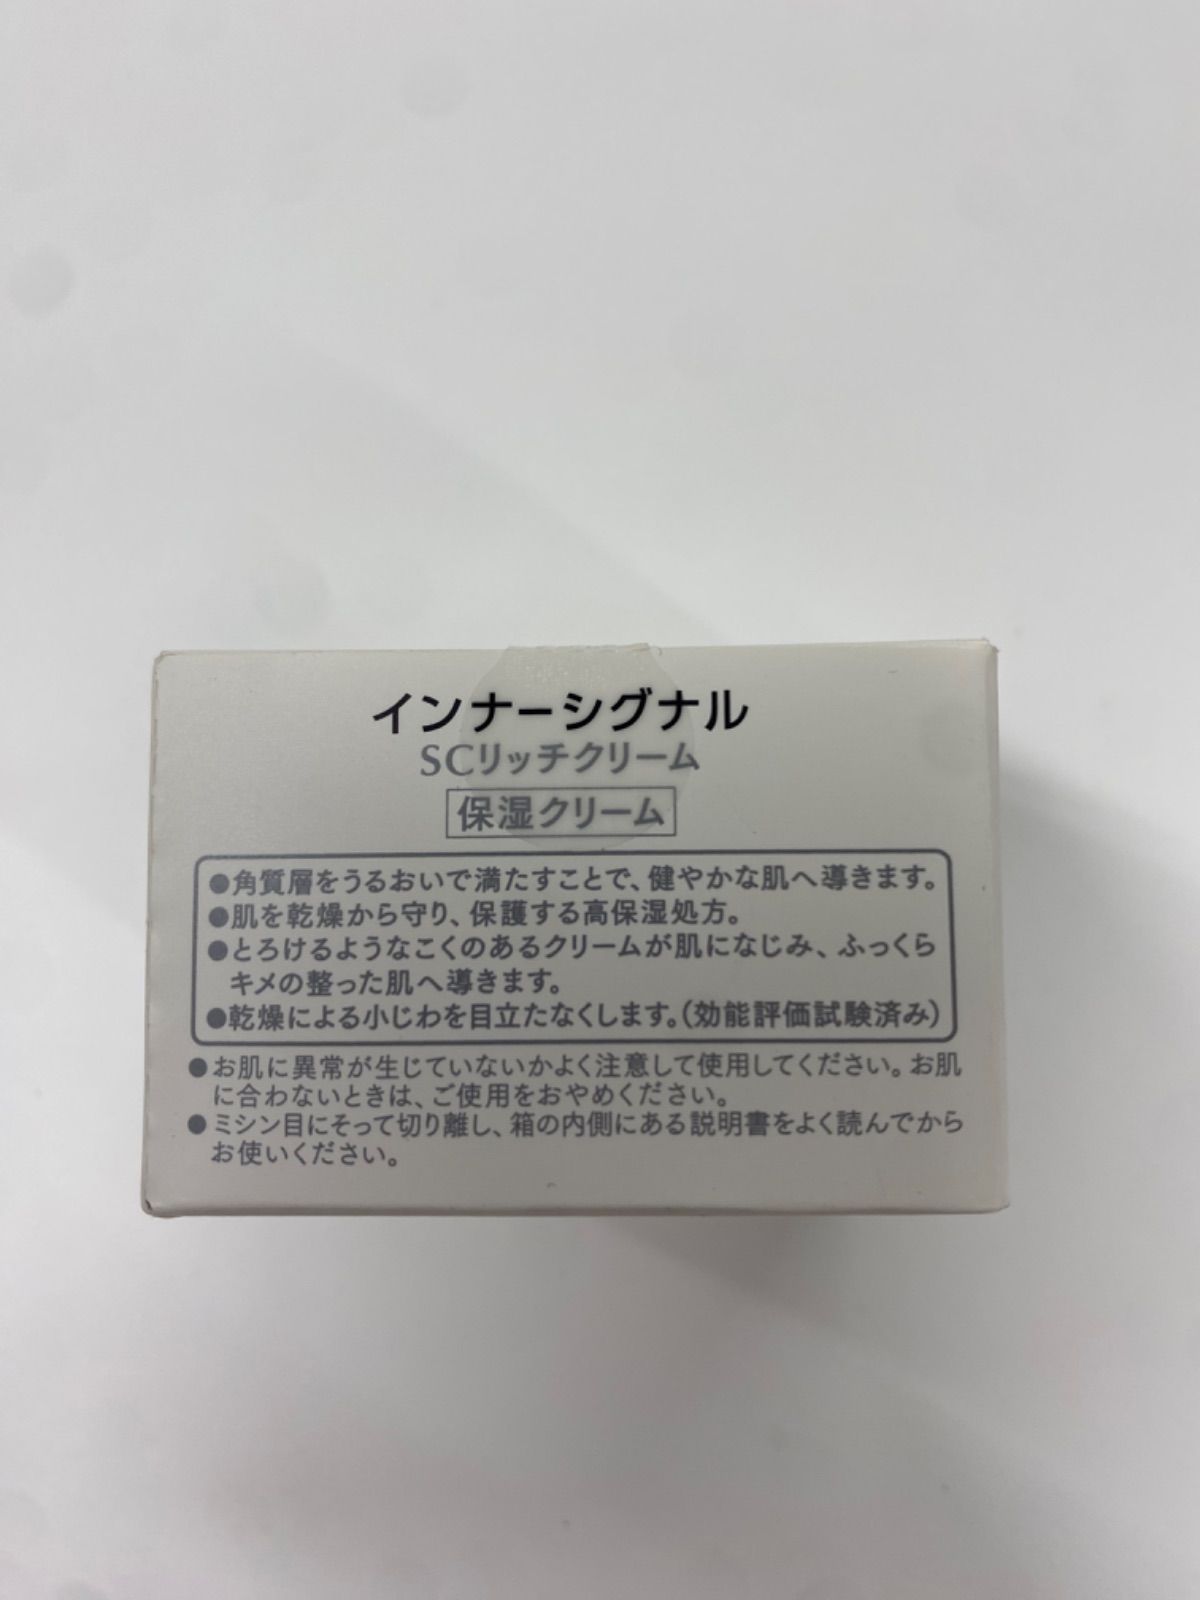 インナーシグナル
SCリッチクリーム
保湿クリーム
●角質層をうるおいで満たすことで、健やかな肌へ導きます。
●肌を乾燥から守り、保護する高保湿処方。
●とろけるようなこくのあるクリームが肌になじみ、ふっくら
キメの整った肌へ導きます。
●乾燥による小じわを目立たなくします。(効能評価試験済み)
●お肌に異常が生じていないかよく注意して使用してください。お肌
に合わないときは、ご使用をおやめください。
●ミシン目にそって切り離し、箱の内側にある説明書をよく読んでから
お使いください。